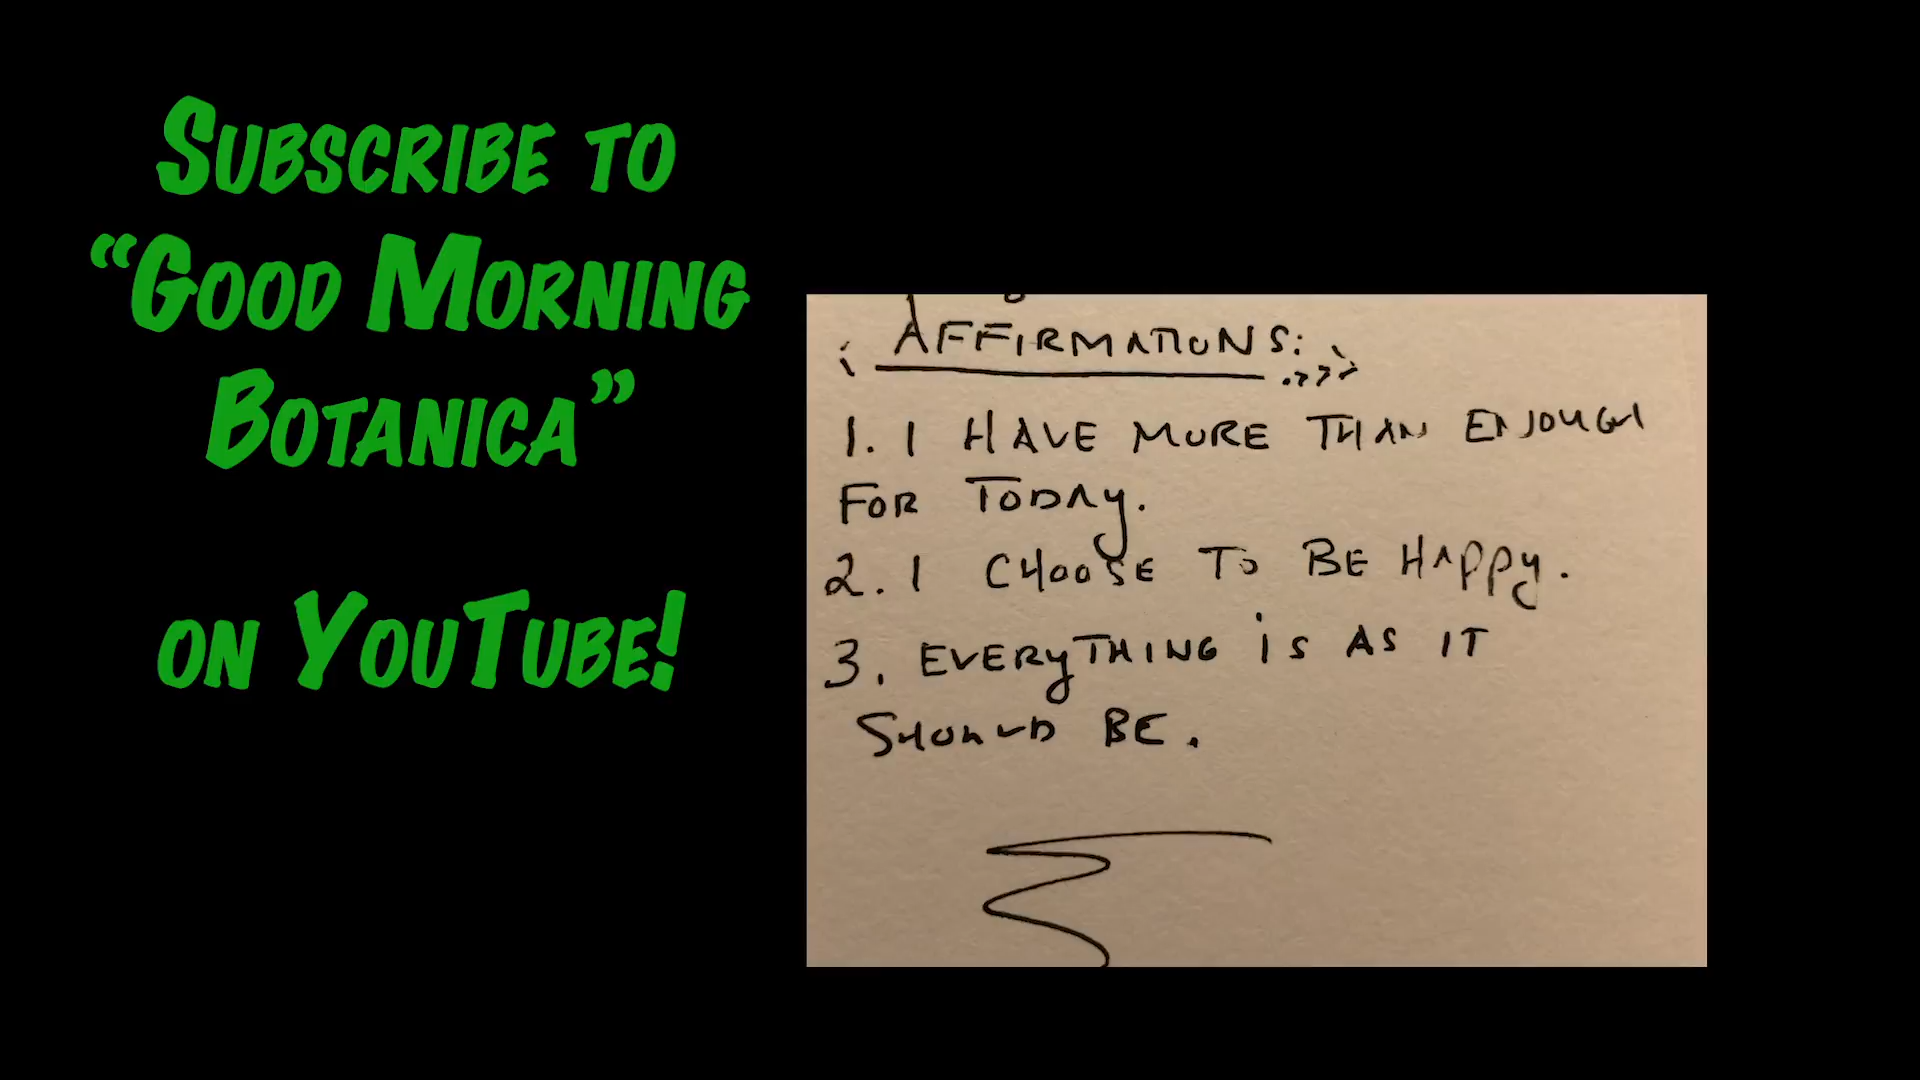 Subscribe to
“Good Morning
Botanica”
on YouTube!
AFFIRMATIONS:
1. I HAVE MORE THAN ENOUGH
FOR TODAY.
2. I CHOOSE TO BE HAPPY.
3. EVERYTHING IS AS IT
SHOULD BE.